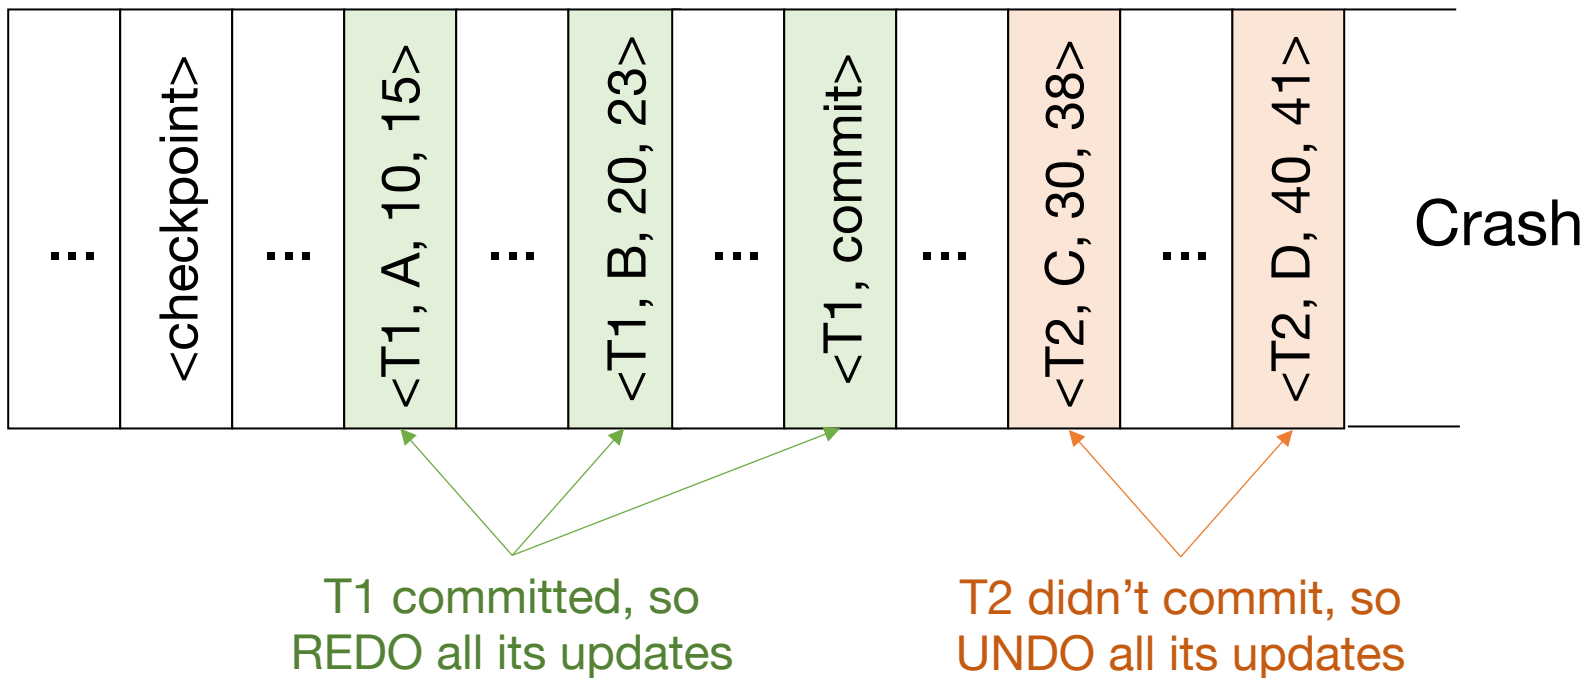 ...
<checkpoint>
...
<T1, A, 10, 15>
...
<T1, B, 20, 23>
...
<T1, commit>
...
<T2, C, 30, 38>
...
<T2, D, 40, 41>
Crash
T1 committed, so
REDO all its updates
T2 didn’t commit, so
UNDO all its updates